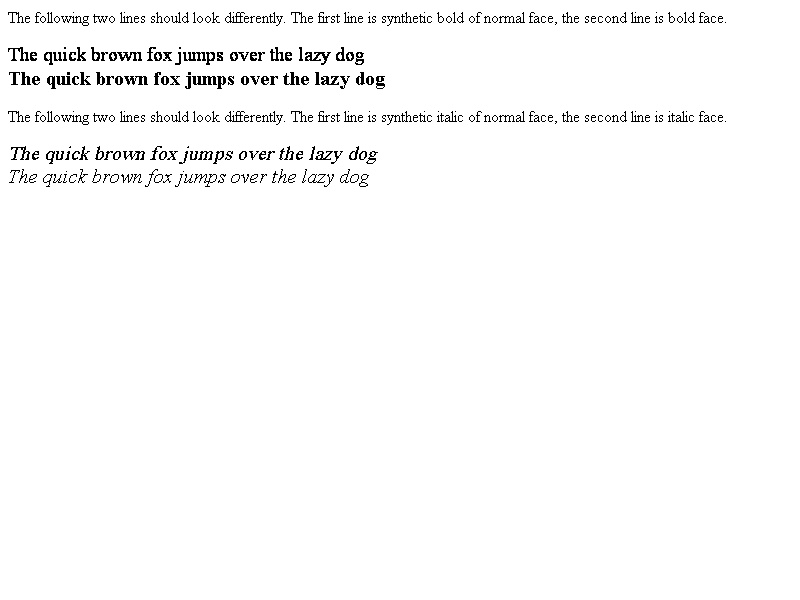 The following two lines should look differently. The first line is synthetic bold of normal face, the second line is bold face.
The quick brown fox jumps over the lazy dog
The quick brown fox jumps over the lazy dog
The following two lines should look differently. The first line is synthetic italic of normal face, the second line is italic face.
The quick brown fox jumps over the lazy dog
The quick brown fox jumps over the lazy dog